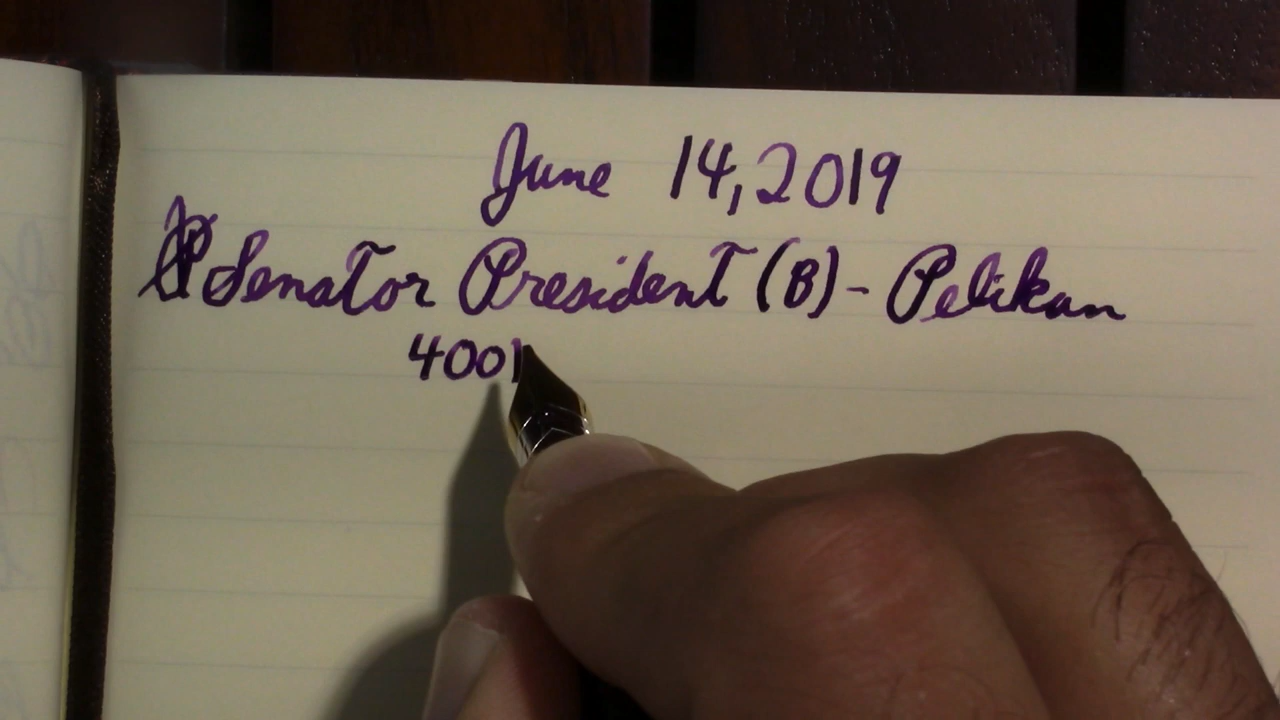 June 14, 2019
Senator President (B) - Pelikan
4001